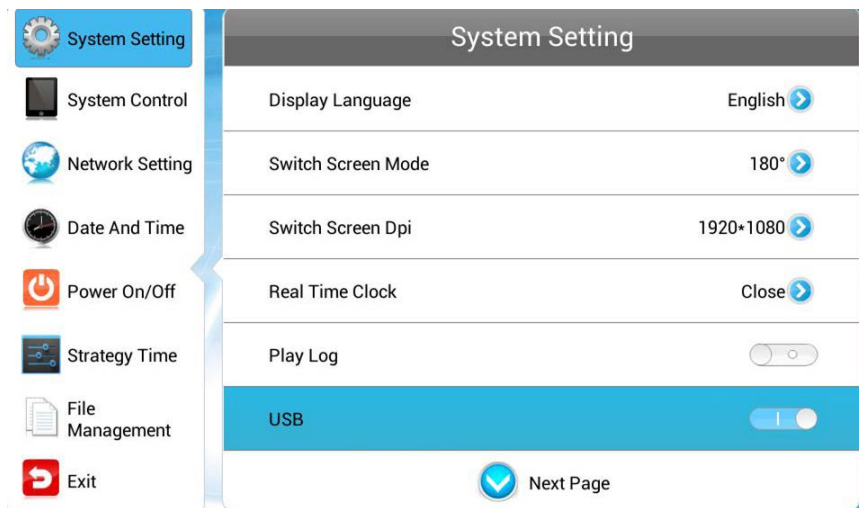 System Setting
System Control
Network Setting
Date And Time
Power On/Off
Strategy Time
File
Management
Exit
System Setting
Display Language English
Switch Screen Mode 180°
Switch Screen Dpi 1920*1080
Real Time Clock Close
Play Log
USB
Next Page